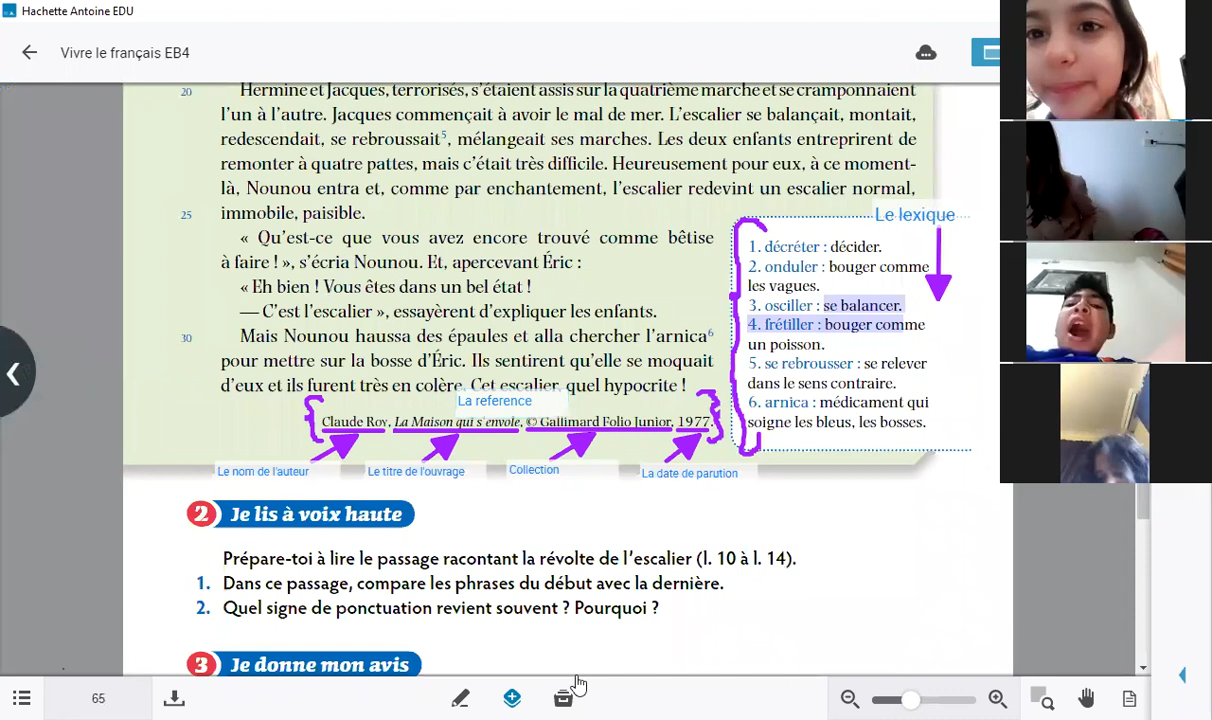 Hachette Antoine EDU
Vivre le français EB4
20 Hermine et Jacques, terrorisés, s'étaient assis sur la quatrième marche et se cramponnaient
l'un à l'autre. Jacques commençait à avoir le mal de mer. L'escalier se balançait, montait,
redescendait, se rebroussait5, mélangeait ses marches. Les deux enfants entreprirent de
remonter à quatre pattes, mais c'était très difficile. Heureusement pour eux, à ce moment-
là, Nounou entra et, comme par enchantement, l'escalier redevint un escalier normal,
25 immobile, paisible.
« Qu'est-ce que vous avez encore trouvé comme bêtise
à faire ! », s'écria Nounou. Et, apercevant Éric :
« Eh bien ! Vous êtes dans un bel état !
— C'est l'escalier », essayèrent d'expliquer les enfants.
30 Mais Nounou haussa des épaules et alla chercher l'arnica6
pour mettre sur la bosse d'Éric. Ils sentirent qu'elle se moquait
d'eux et ils furent très en colère. Cet escalier, quel hypocrite !
La reference
Claude Roy, La Maison qui s'envole, © Gallimard Folio Junior, 1977.
Le nom de l'auteur
Le titre de l'ouvrage
Collection
La date de parution
Le lexique
1. décréter : décider.
2. onduler : bouger comme
les vagues.
3. osciller : se balancer.
4. frétiller : bouger comme
un poisson.
5. se rebrousser : se relever
dans le sens contraire.
6. arnica : médicament qui
soigne les bleus, les bosses.
2 Je lis à voix haute
Prépare-toi à lire le passage racontant la révolte de l'escalier (l. 10 à l. 14).
1. Dans ce passage, compare les phrases du début avec la dernière.
2. Quel signe de ponctuation revient souvent ? Pourquoi ?
3 Je donne mon avis
65